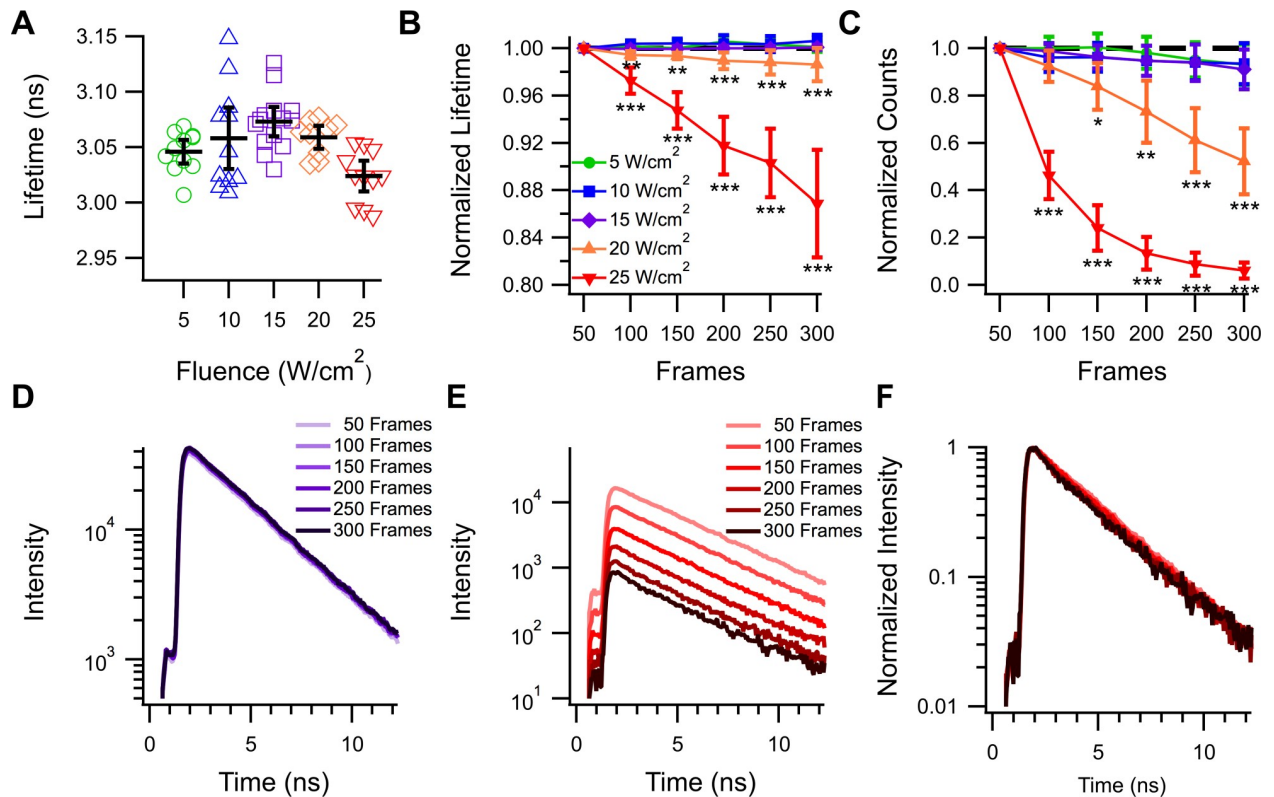 A
Lifetime (ns)
3.15
3.10
3.05
3.00
2.95
5 10 15 20 25
Fluence (W/cm2)
B
Normalized Lifetime
1.00
0.96
0.92
0.88
0.84
0.80
** ** *** *** ***
*** *** *** *** ***
5 W/cm2
10 W/cm2
15 W/cm2
20 W/cm2
25 W/cm2
50 100 150 200 250 300
Frames
C
Normalized Counts
1.0
0.8
0.6
0.4
0.2
0.0
* ** *** ***
*** *** *** *** ***
50 100 150 200 250 300
Frames
D
Intensity
10^4
10^3
50 Frames
100 Frames
150 Frames
200 Frames
250 Frames
300 Frames
0 5 10
Time (ns)
E
Intensity
10^4
10^3
10^2
10^1
50 Frames
100 Frames
150 Frames
200 Frames
250 Frames
300 Frames
0 5 10
Time (ns)
F
Normalized Intensity
1
0.1
0.01
0 5 10
Time (ns)